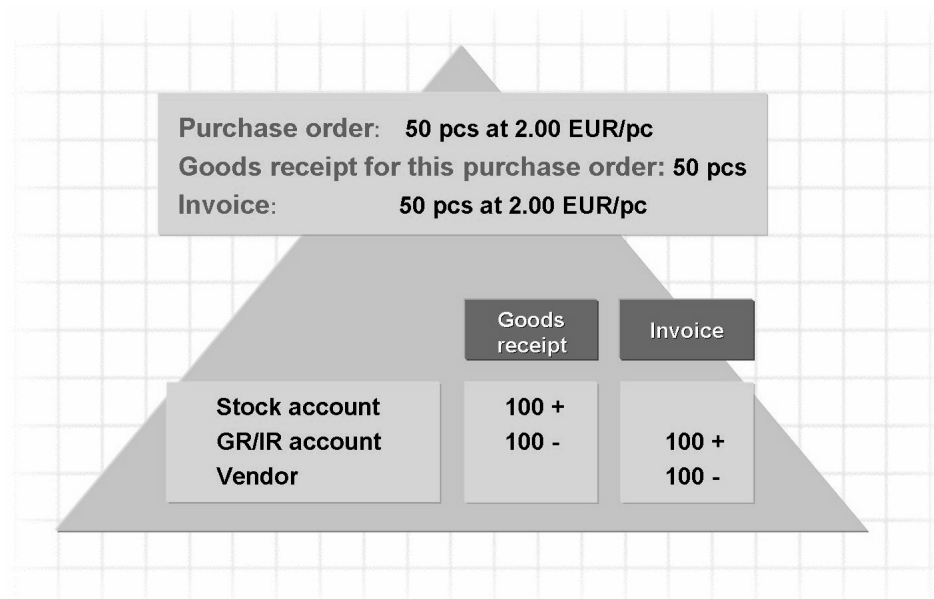 Purchase order: 50 pcs at 2.00 EUR/pc
Goods receipt for this purchase order: 50 pcs
Invoice: 50 pcs at 2.00 EUR/pc
Goods
receipt
Invoice
Stock account 100 +
GR/IR account 100 - 100 +
Vendor 100 -